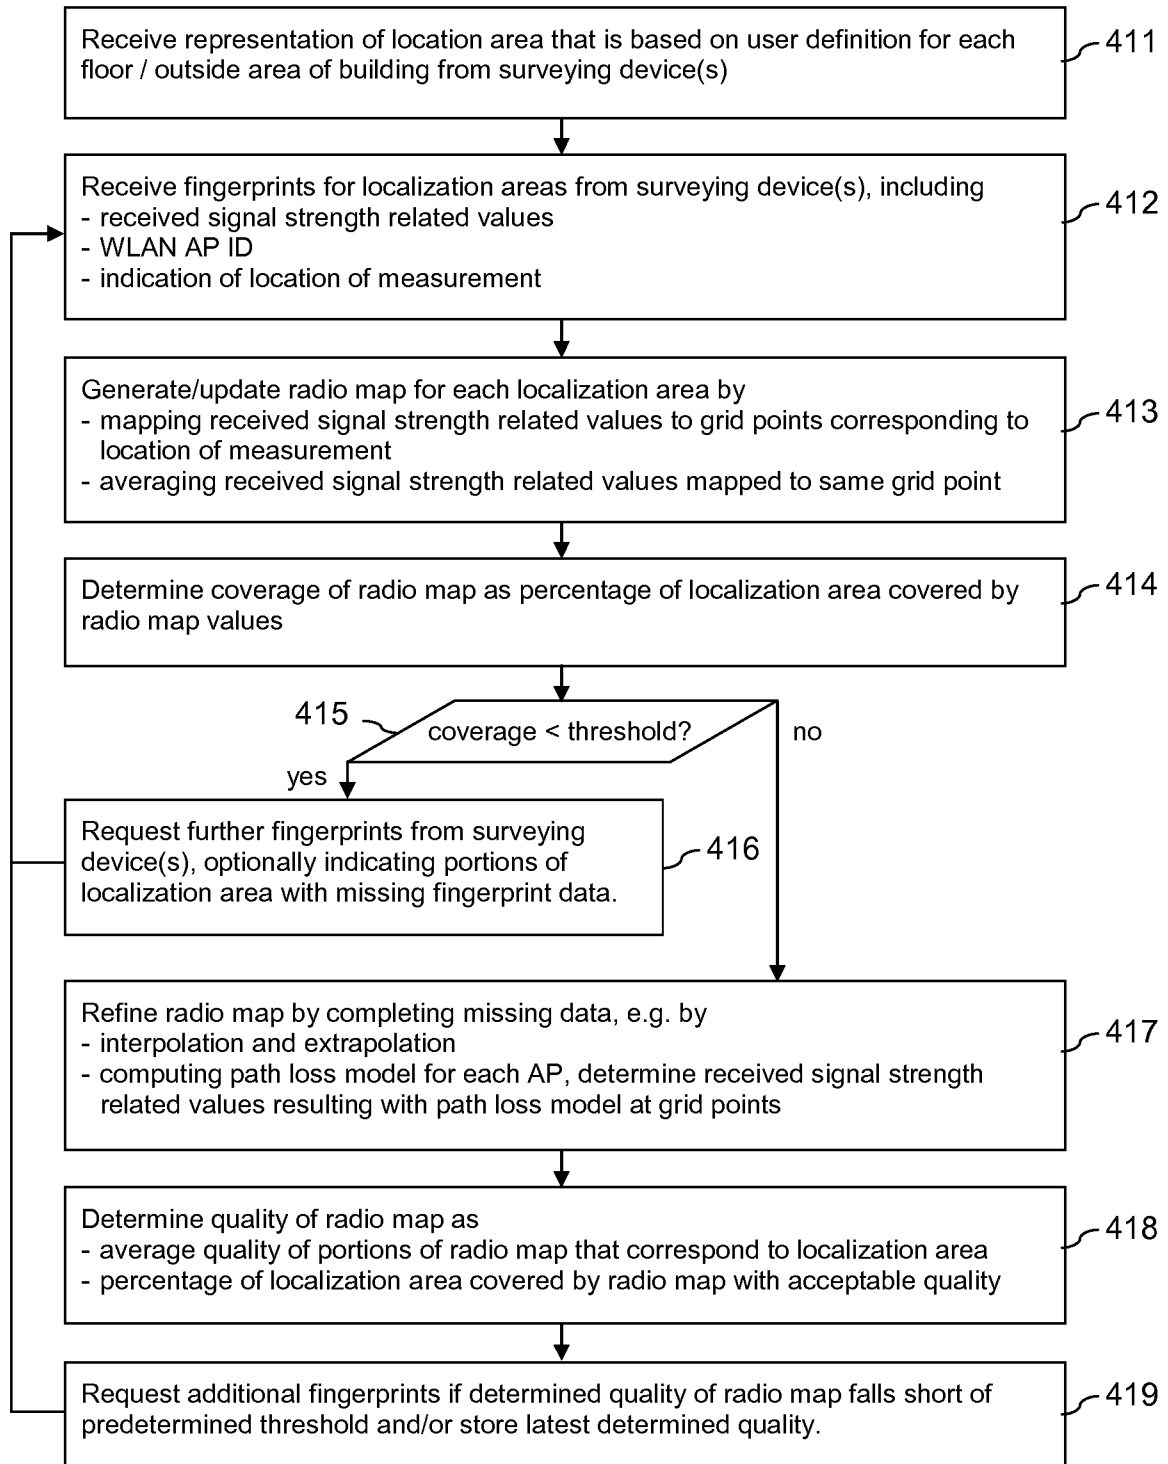 Receive representation of location area that is based on user definition for each
floor / outside area of building from surveying device(s)
411
Receive fingerprints for localization areas from surveying device(s), including
- received signal strength related values
- WLAN AP ID
- indication of location of measurement
412
Generate/update radio map for each localization area by
- mapping received signal strength related values to grid points corresponding to
location of measurement
- averaging received signal strength related values mapped to same grid point
413
Determine coverage of radio map as percentage of localization area covered by
radio map values
414
415
coverage < threshold?
no
yes
Request further fingerprints from surveying
device(s), optionally indicating portions of
localization area with missing fingerprint data.
416
Refine radio map by completing missing data, e.g. by
- interpolation and extrapolation
- computing path loss model for each AP, determine received signal strength
related values resulting with path loss model at grid points
417
Determine quality of radio map as
- average quality of portions of radio map that correspond to localization area
- percentage of localization area covered by radio map with acceptable quality
418
Request additional fingerprints if determined quality of radio map falls short of
predetermined threshold and/or store latest determined quality.
419